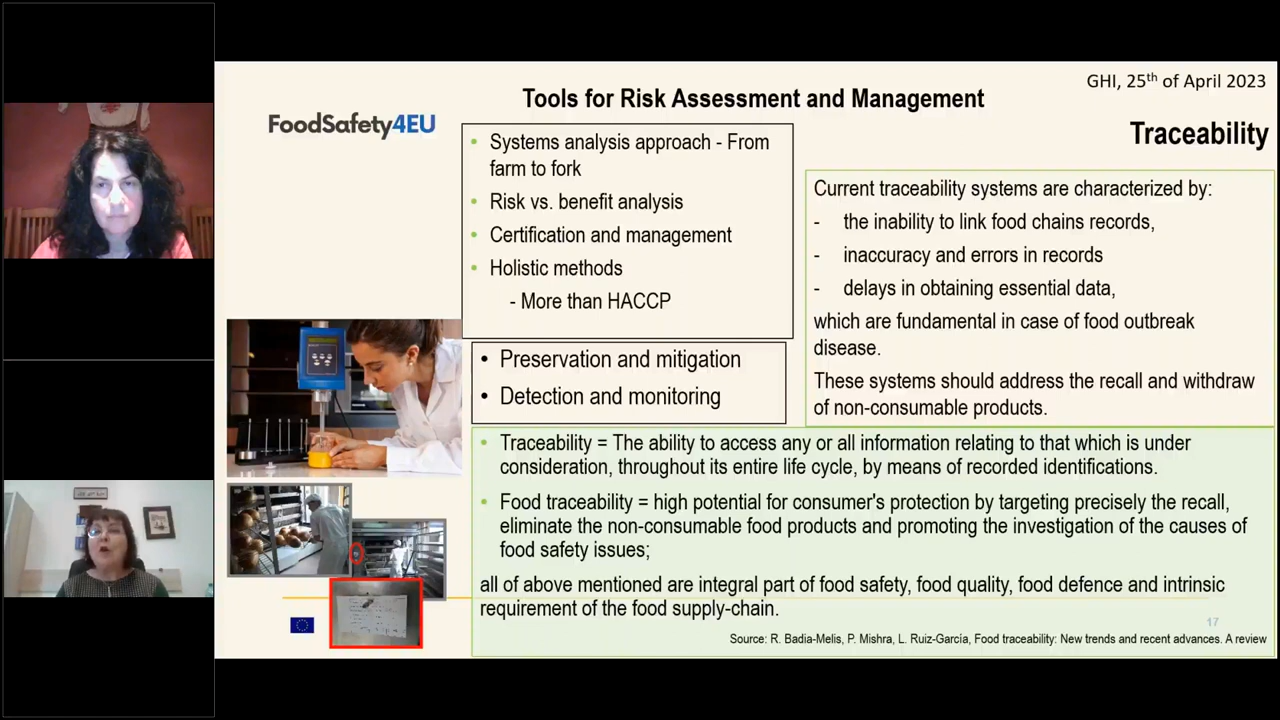 GHI, 25th of April 2023
Tools for Risk Assessment and Management
FoodSafety4EU
Traceability
• Systems analysis approach - From
farm to fork
• Risk vs. benefit analysis
• Certification and management
• Holistic methods
- More than HACCP
• Preservation and mitigation
• Detection and monitoring
Current traceability systems are characterized by:
- the inability to link food chains records,
- inaccuracy and errors in records
- delays in obtaining essential data,
which are fundamental in case of food outbreak
disease.
These systems should address the recall and withdraw
of non-consumable products.
• Traceability = The ability to access any or all information relating to that which is under
consideration, throughout its entire life cycle, by means of recorded identifications.
• Food traceability = high potential for consumer's protection by targeting precisely the recall,
eliminate the non-consumable food products and promoting the investigation of the causes of
food safety issues;
all of above mentioned are integral part of food safety, food quality, food defence and intrinsic
requirement of the food supply-chain.
17
Source: R. Badia-Melis, P. Mishra, L. Ruiz-García, Food traceability: New trends and recent advances. A review